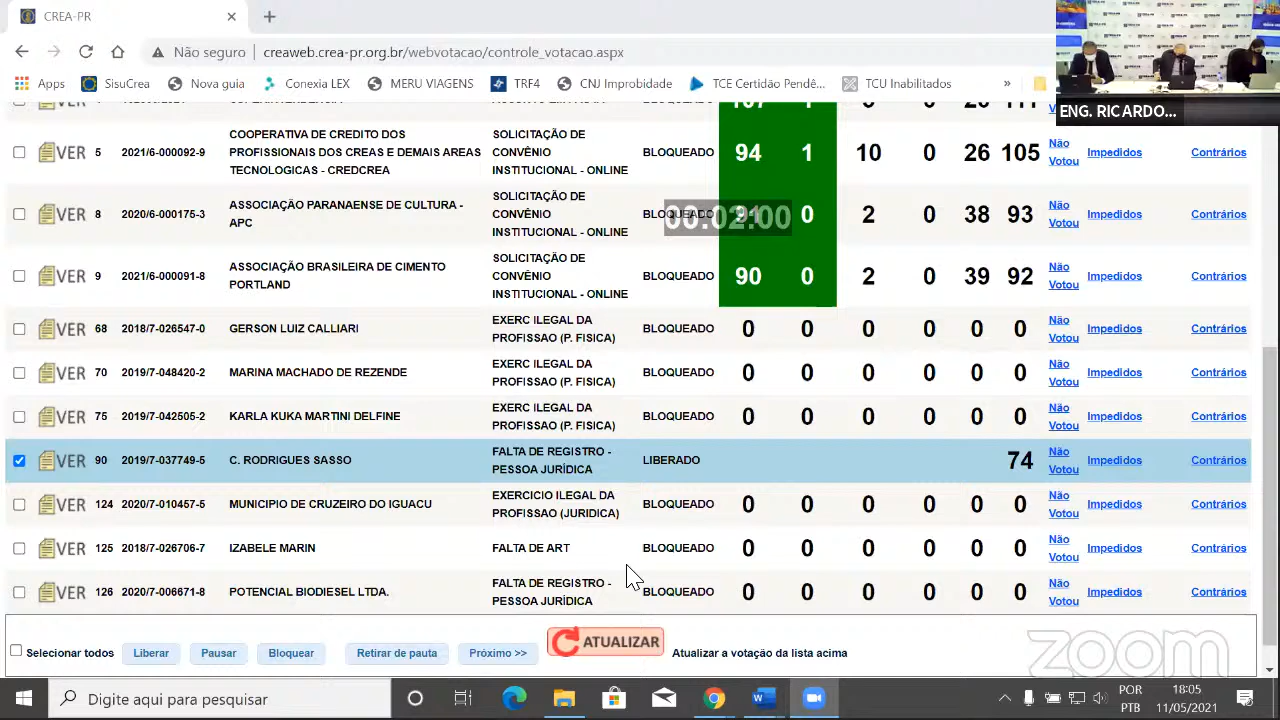 CREA-PR
Não seguro
creaweb.crea-pr
o.aspx
Apps
SisuCrea
Nova guia
Conexia LEX
CNJ Improbidade
TCE Certidão Pendê...
TCU Inabilitados
»
ENG. RICARDO...
Não
COOPERATIVA DE CREDITO DOS
SOLICITAÇÃO DE
VER 5 2021/6-000092-9 PROFISSIONAIS DOS CREAS E DEMAIS AREAS CONVÊNIO BLOQUEADO 94 1 10 0 26 105 Votou Impedidos Contrários
TECNOLOGICAS - CREDCREA
INSTITUCIONAL - ONLINE
ASSOCIAÇÃO PARANAENSE DE CULTURA -
SOLICITAÇÃO DE
Não
VER 8 2020/6-000175-3 APC CONVÊNIO BLOQUEADO 91 0 2 0 38 93 Votou Impedidos Contrários
INSTITUCIONAL - ONLINE
00:02:00
ASSOCIAÇÃO BRASILEIRA DE CIMENTO
SOLICITAÇÃO DE
Não
VER 9 2021/6-000091-8 PORTLAND CONVÊNIO BLOQUEADO 90 0 2 0 39 92 Votou Impedidos Contrários
INSTITUCIONAL - ONLINE
EXERC ILEGAL DA
Não
VER 68 2018/7-026547-0 GERSON LUIZ CALLIARI PROFISSAO (P. FISICA) BLOQUEADO 0 0 0 0 0 0 Votou Impedidos Contrários
EXERC ILEGAL DA
Não
VER 70 2019/7-048420-2 MARINA MACHADO DE REZENDE PROFISSAO (P. FISICA) BLOQUEADO 0 0 0 0 0 0 Votou Impedidos Contrários
EXERC ILEGAL DA
Não
VER 75 2019/7-042505-2 KARLA KUKA MARTINI DELFINE PROFISSAO (P. FISICA) BLOQUEADO 0 0 0 0 0 0 Votou Impedidos Contrários
FALTA DE REGISTRO -
Não
VER 90 2019/7-037749-5 C. RODRIGUES SASSO PESSOA JURÍDICA LIBERADO 74 Votou Impedidos Contrários
EXERCICIO ILEGAL DA
Não
VER 124 2020/7-010457-5 MUNICIPIO DE CRUZEIRO DO IGUACU PROFISSÃO (JURIDICA) BLOQUEADO 0 0 0 0 0 0 Votou Impedidos Contrários
Não
VER 125 2018/7-026706-7 IZABELE MARIN FALTA DE ART BLOQUEADO 0 0 0 0 0 0 Votou Impedidos Contrários
FALTA DE REGISTRO -
Não
VER 126 2020/7-006671-8 POTENCIAL BIODIESEL LTDA. PESSOA JURÍDICA BLOQUEADO 0 0 0 0 0 0 Votou Impedidos Contrários
Selecionar todos Liberar Pausar Bloquear Retirar de pauta Próximo >> ATUALIZAR Atualizar a votação da lista acima
zoom
Digite aqui para pesquisar
POR
PTB
18:05
11/05/2021